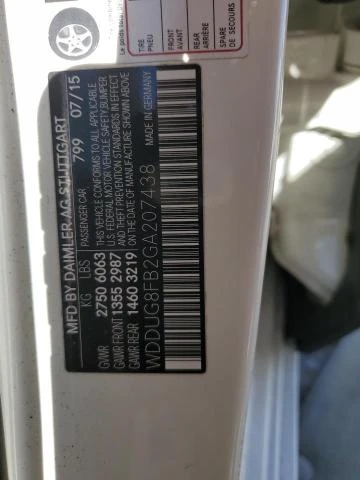 MFD BY DAIMLER AG STUTTGART
799 07/15
KG LBS PASSENGER CAR
GAWR 2750 6063 THIS VEHICLE CONFORMS TO ALL APPLICABLE
GAWR FRONT 1355 2987 U.S. FEDERAL MOTOR VEHICLE SAFETY BUMPER
AND THEFT PREVENTION STANDARDS IN EFFECT
GAWR REAR 1460 3219 ON THE DATE OF MANUFACTURE SHOWN ABOVE
MADE IN GERMANY
WDDUG8FB2GA207438
TIRE
PNEU
REAR
ARRIÈRE
SPARE
DE SECOURS